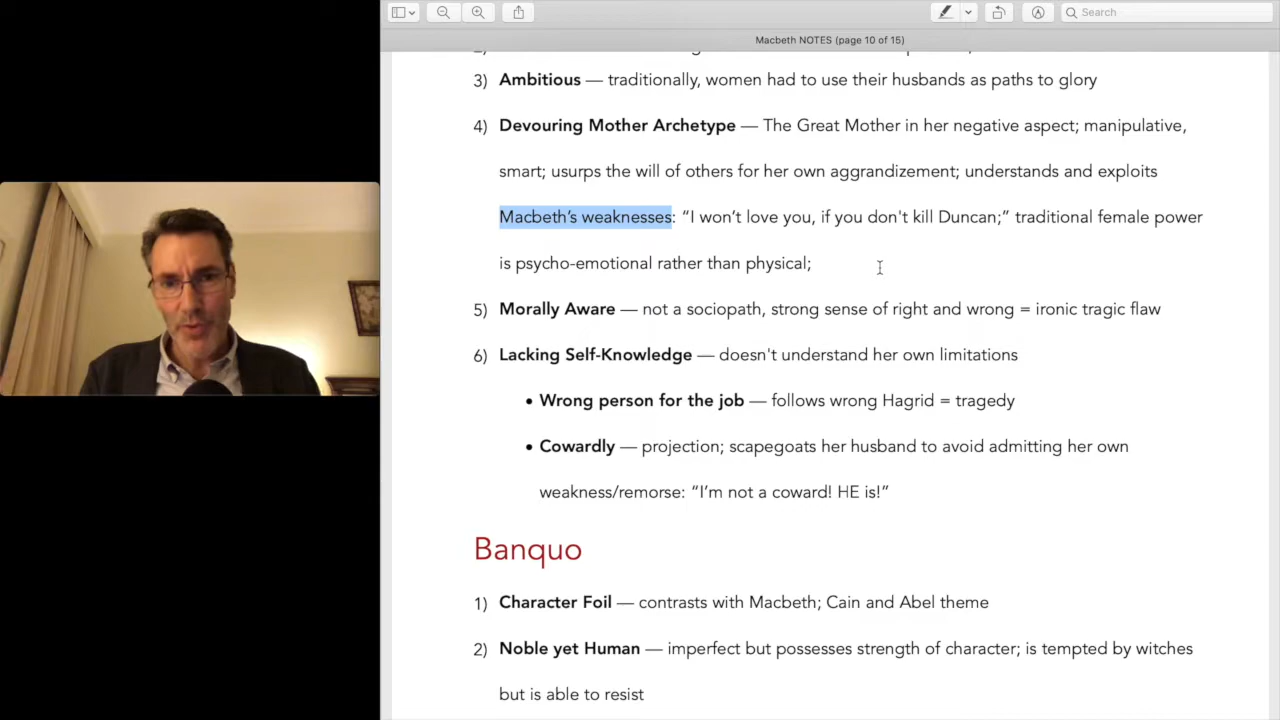 Search
Macbeth NOTES (page 10 of 15)
3) Ambitious — traditionally, women had to use their husbands as paths to glory
4) Devouring Mother Archetype — The Great Mother in her negative aspect; manipulative,
smart; usurps the will of others for her own aggrandizement; understands and exploits
Macbeth's weaknesses: “I won't love you, if you don't kill Duncan;” traditional female power
is psycho-emotional rather than physical;
5) Morally Aware — not a sociopath, strong sense of right and wrong = ironic tragic flaw
6) Lacking Self-Knowledge — doesn't understand her own limitations
• Wrong person for the job — follows wrong Hagrid = tragedy
• Cowardly — projection; scapegoats her husband to avoid admitting her own
weakness/remorse: “I'm not a coward! HE is!”
Banquo
1) Character Foil — contrasts with Macbeth; Cain and Abel theme
2) Noble yet Human — imperfect but possesses strength of character; is tempted by witches
but is able to resist